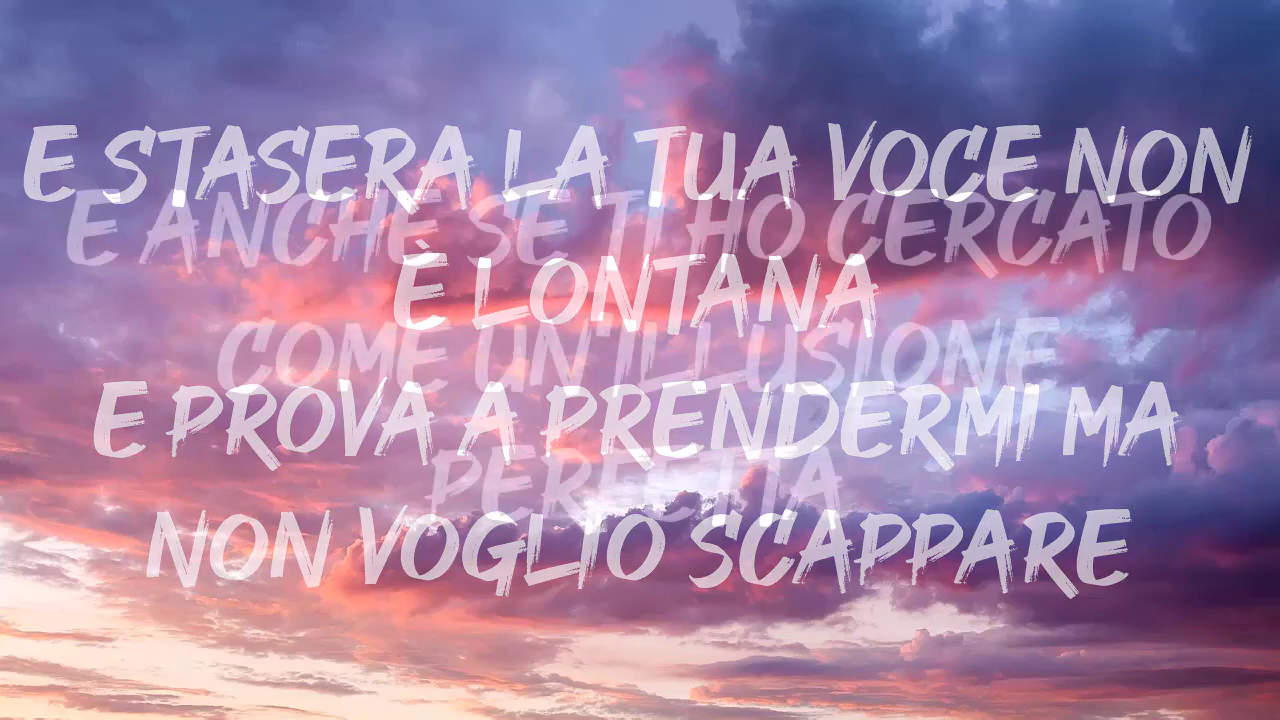 E STASERA LA TUA VOCE NON
È LONTANA
E PROVA A PRENDERMI MA
NON VOGLIO SCAPPARE
E ANCHE SE TI HO CERCATO
COME UN'ILLUSIONE
PERFETTA